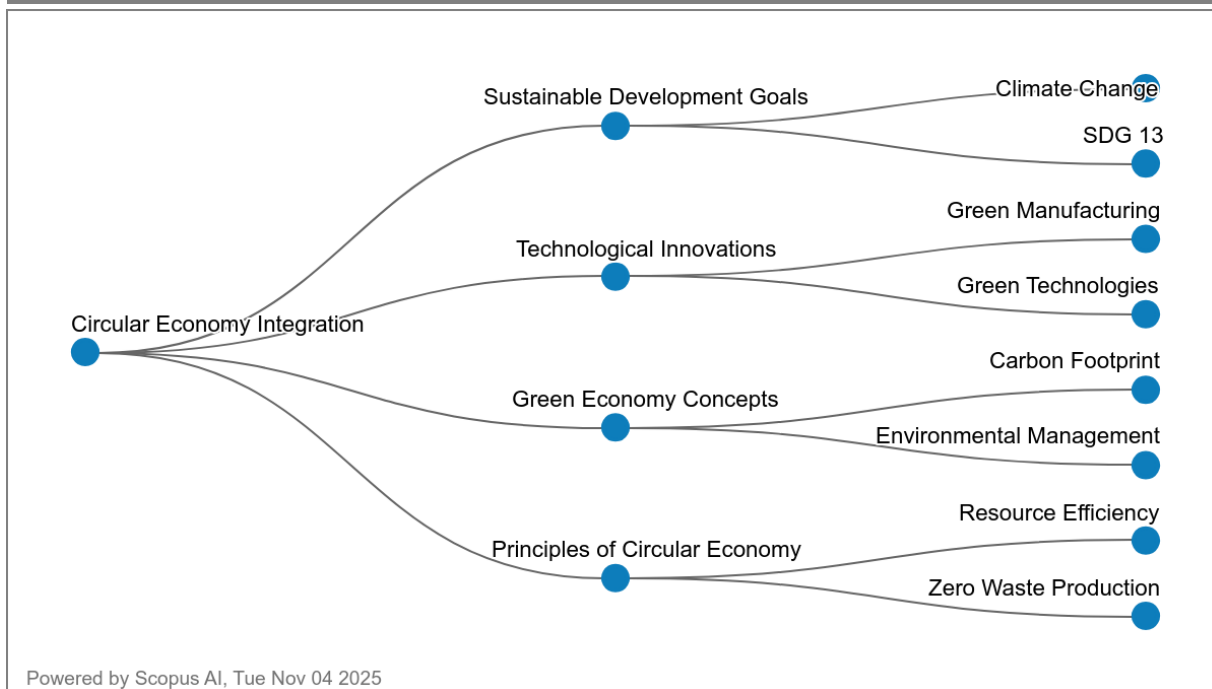 Climate Change
Sustainable Development Goals
SDG 13
Green Manufacturing
Technological Innovations
Green Technologies
Circular Economy Integration
Carbon Footprint
Green Economy Concepts
Environmental Management
Resource Efficiency
Principles of Circular Economy
Zero Waste Production
Powered by Scopus AI, Tue Nov 04 2025